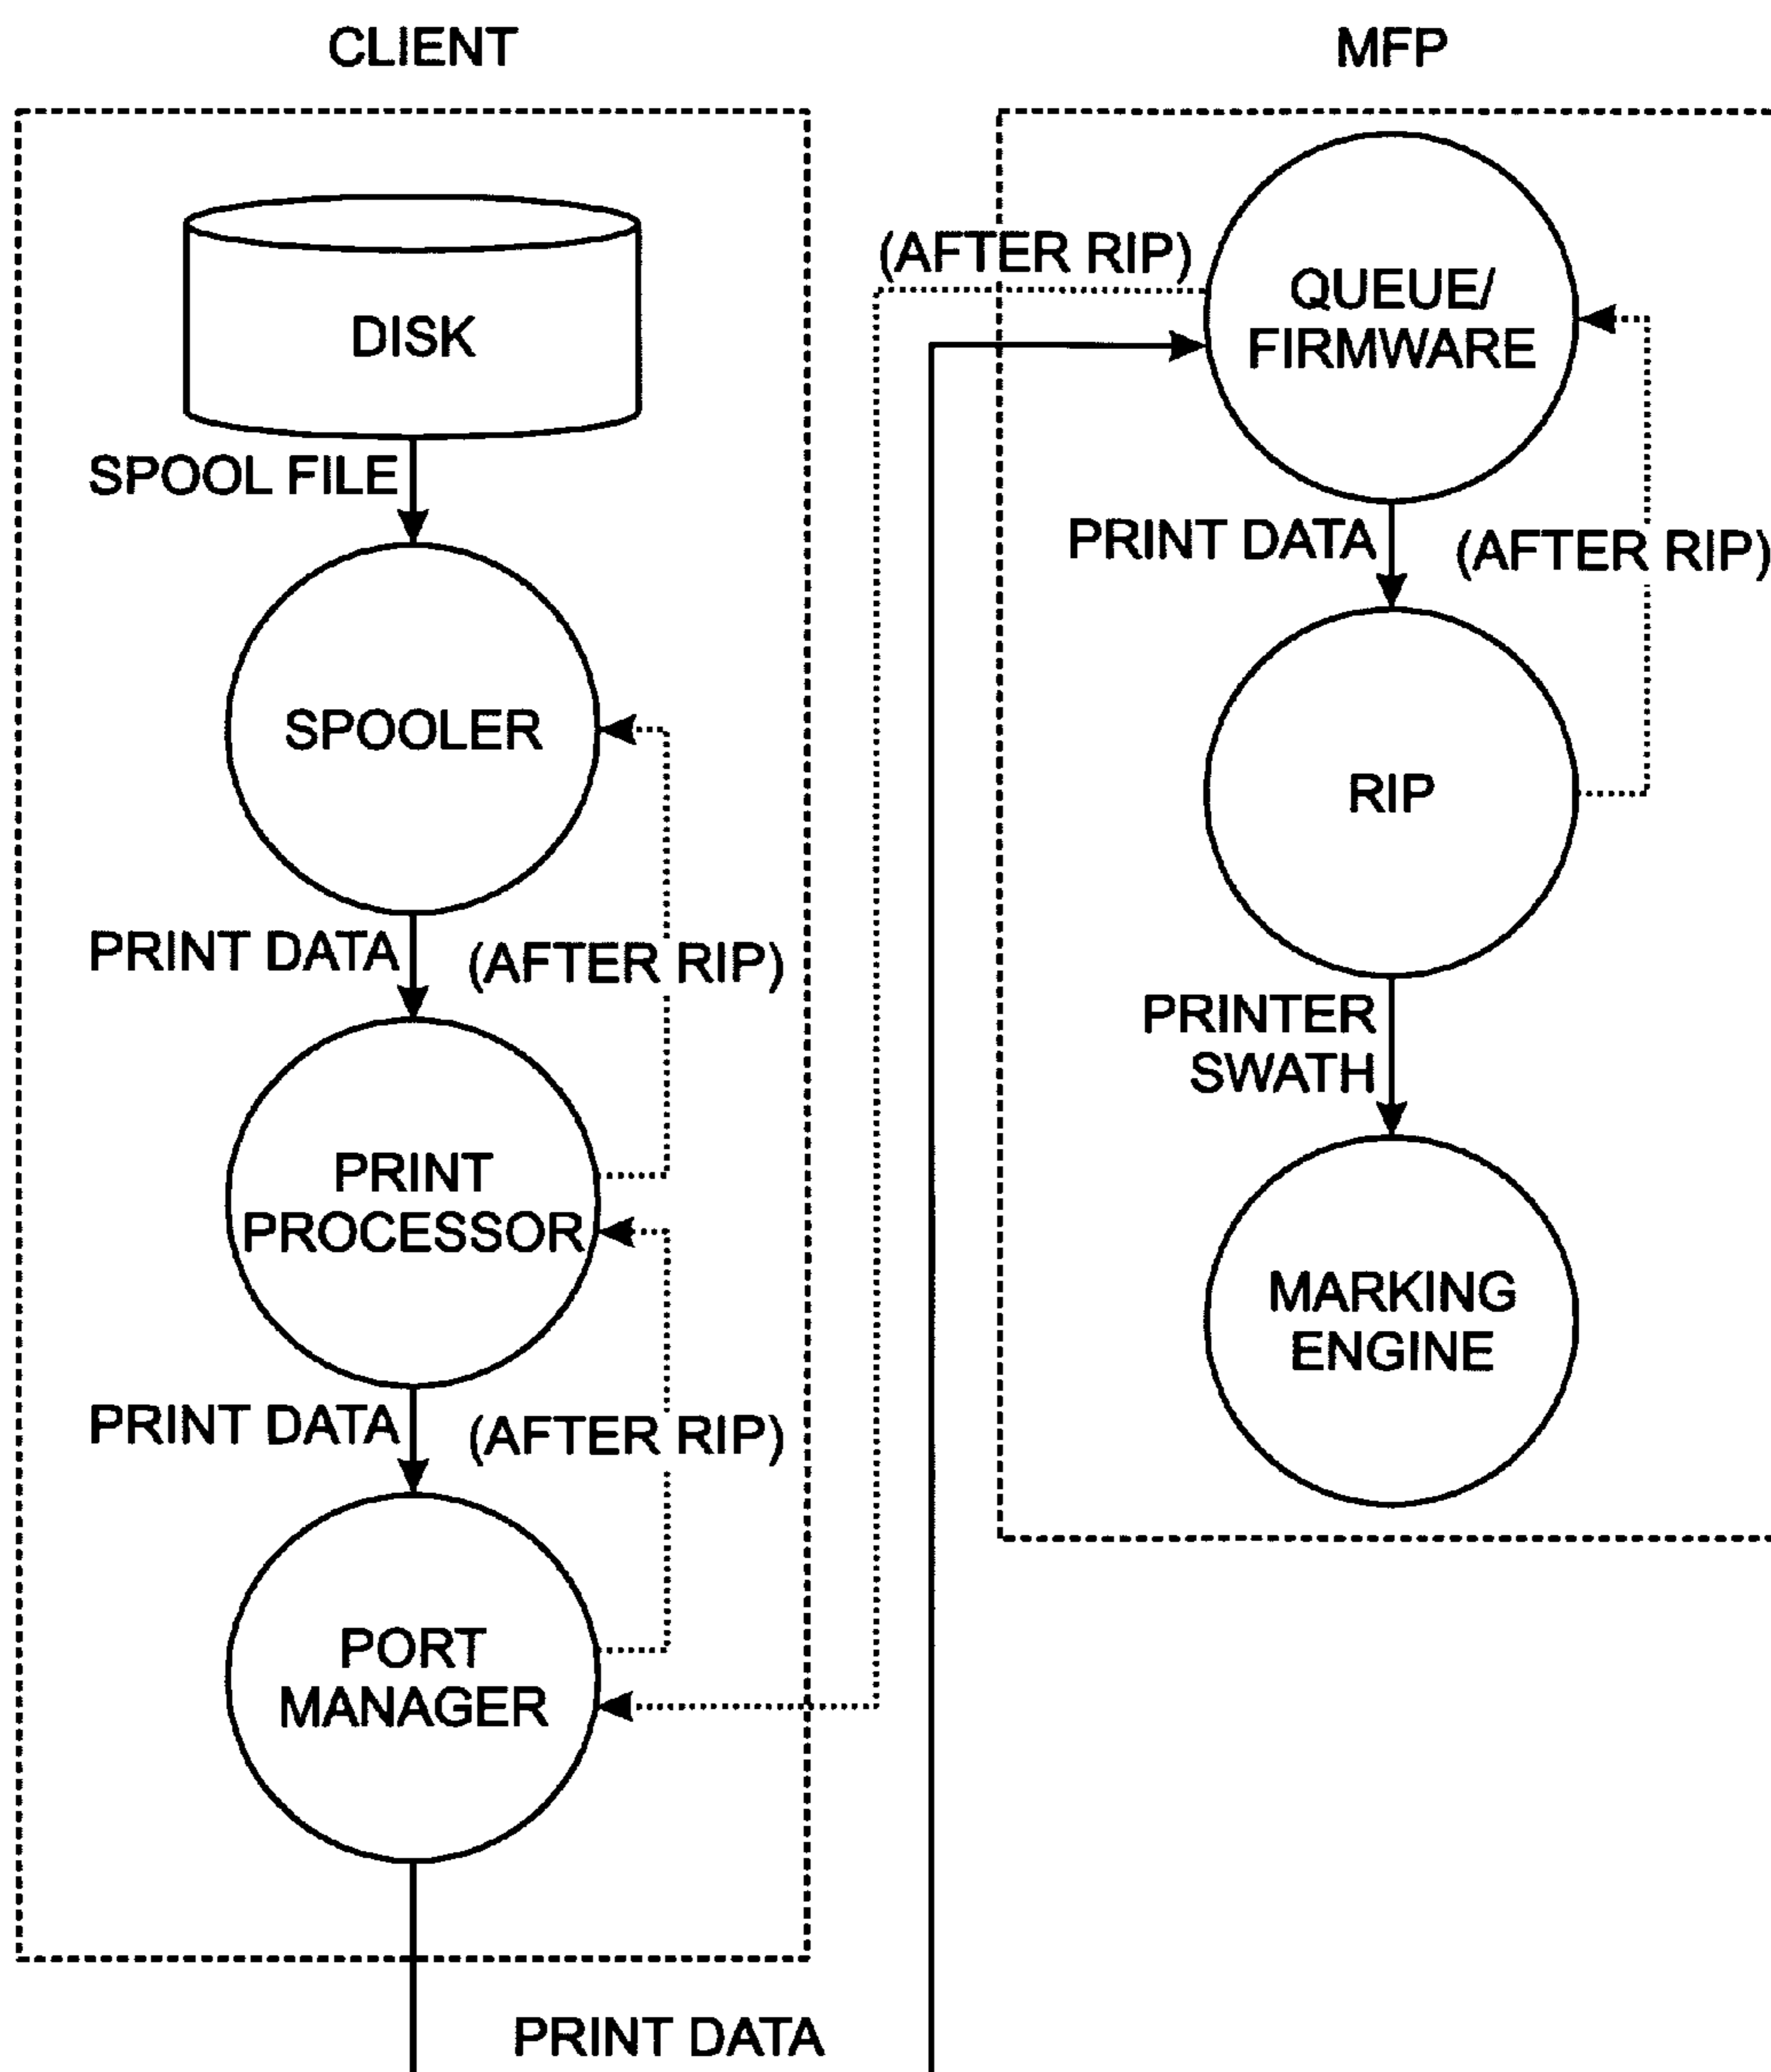 CLIENT
DISK
SPOOL FILE
SPOOLER
PRINT DATA
(AFTER RIP)
PRINT
PROCESSOR
PRINT DATA
(AFTER RIP)
PORT
MANAGER
PRINT DATA
MFP
(AFTER RIP)
QUEUE/
FIRMWARE
PRINT DATA
(AFTER RIP)
RIP
PRINTER
SWATH
MARKING
ENGINE